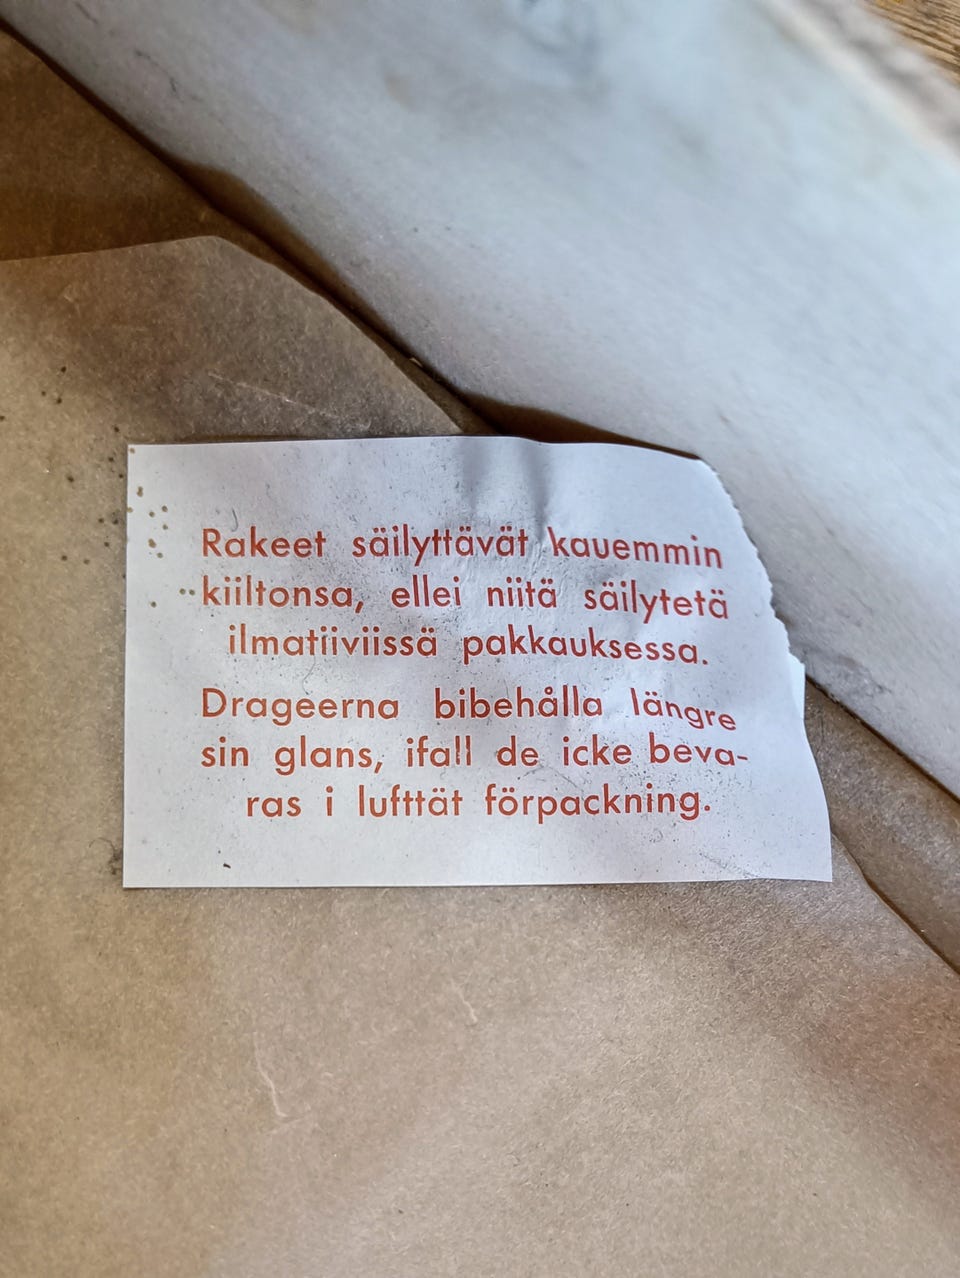 Rakeet säilyttävät kauemmin
kiiltonsa, ellei niitä säilytetä
ilmatiiviissä pakkauksessa.
Drageerna bibehålla längre
sin glans, ifall de icke beva-
ras i lufttät förpackning.